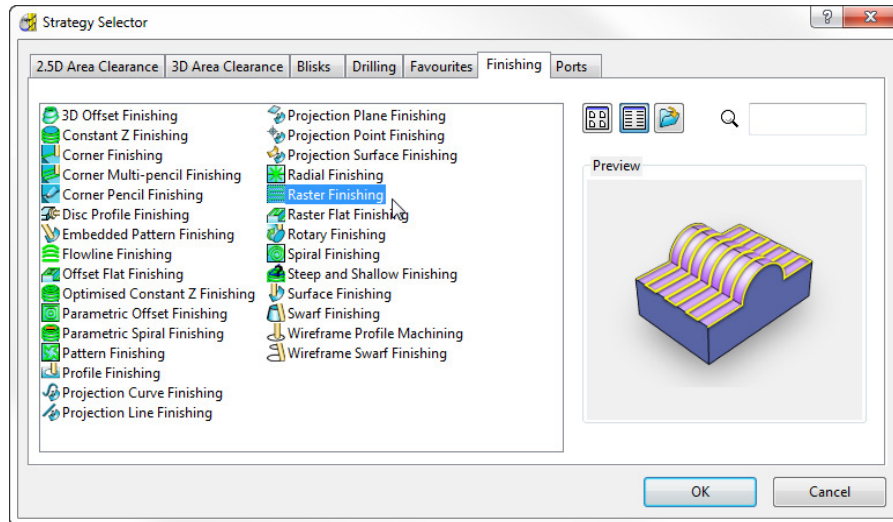 Strategy Selector
2.5D Area Clearance 3D Area Clearance Blisks Drilling Favourites Finishing Ports
3D Offset Finishing
Constant Z Finishing
Corner Finishing
Corner Multi-pencil Finishing
Corner Pencil Finishing
Disc Profile Finishing
Embedded Pattern Finishing
Flowline Finishing
Offset Flat Finishing
Optimised Constant Z Finishing
Parametric Offset Finishing
Parametric Spiral Finishing
Pattern Finishing
Profile Finishing
Projection Curve Finishing
Projection Line Finishing
Projection Plane Finishing
Projection Point Finishing
Projection Surface Finishing
Radial Finishing
Raster Finishing
Raster Flat Finishing
Rotary Finishing
Spiral Finishing
Steep and Shallow Finishing
Surface Finishing
Swarf Finishing
Wireframe Profile Machining
Wireframe Swarf Finishing
Preview
OK Cancel